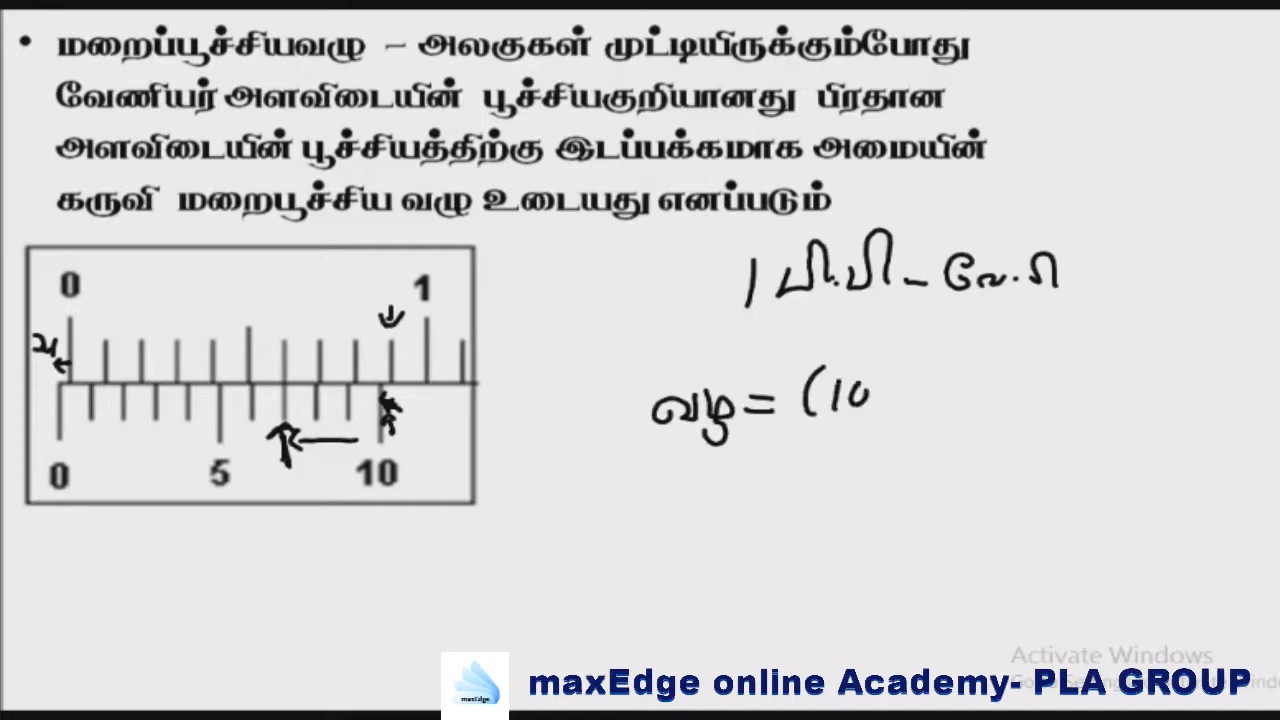 • மறைப்பூச்சியவழு – அலகுகள் முட்டியிருக்கும்போது
வேணியர் அளவிடையின் பூச்சியகுறியானது பிரதான
அளவிடையின் பூச்சியத்திற்கு இடப்பக்கமாக அமையின்
கருவி மறைபூச்சிய வழு உடையது எனப்படும்
0 1
0 5 10
1 பி.பி - வே.பி
வழு = (10
Activate Windows
maxEdge
maxEdge online Academy- PLA GROUP